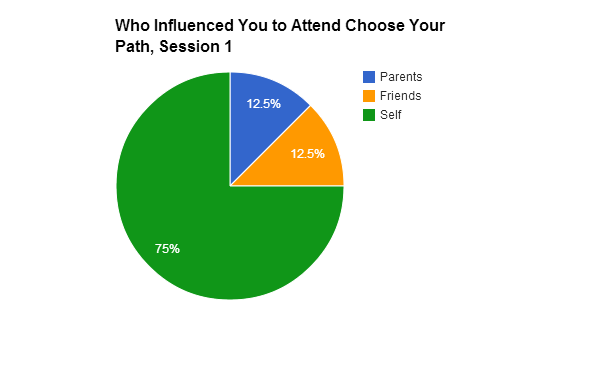 Who Influenced You to Attend Choose Your
Path, Session 1
Parents
Friends
Self
12.5%
12.5%
75%